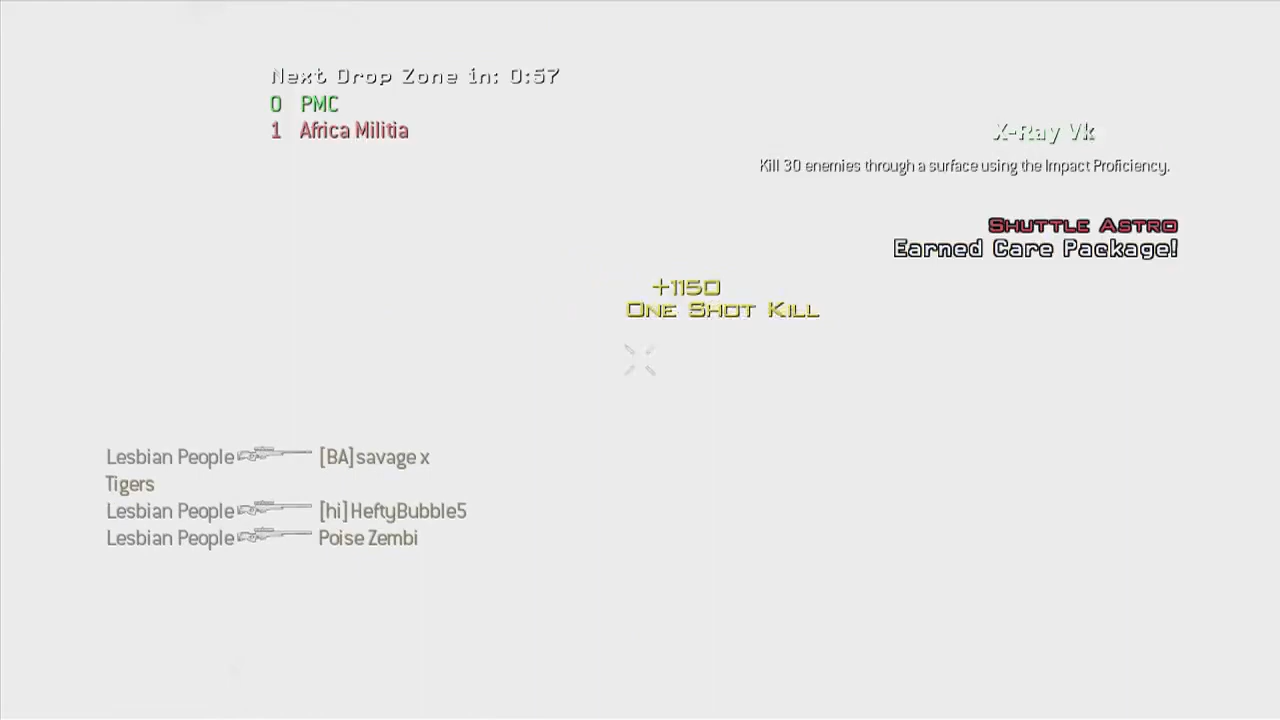 Next Drop Zone in: 0:57
0 PMC
1 Africa Militia
X-Ray Vk
Kill 30 enemies through a surface using the Impact Proficiency.
Shuttle Astro
Earned Care Package!
+1150
One Shot Kill
Lesbian People [BA]savage x
Tigers
Lesbian People [hi]HeftyBubble5
Lesbian People Poise Zembi